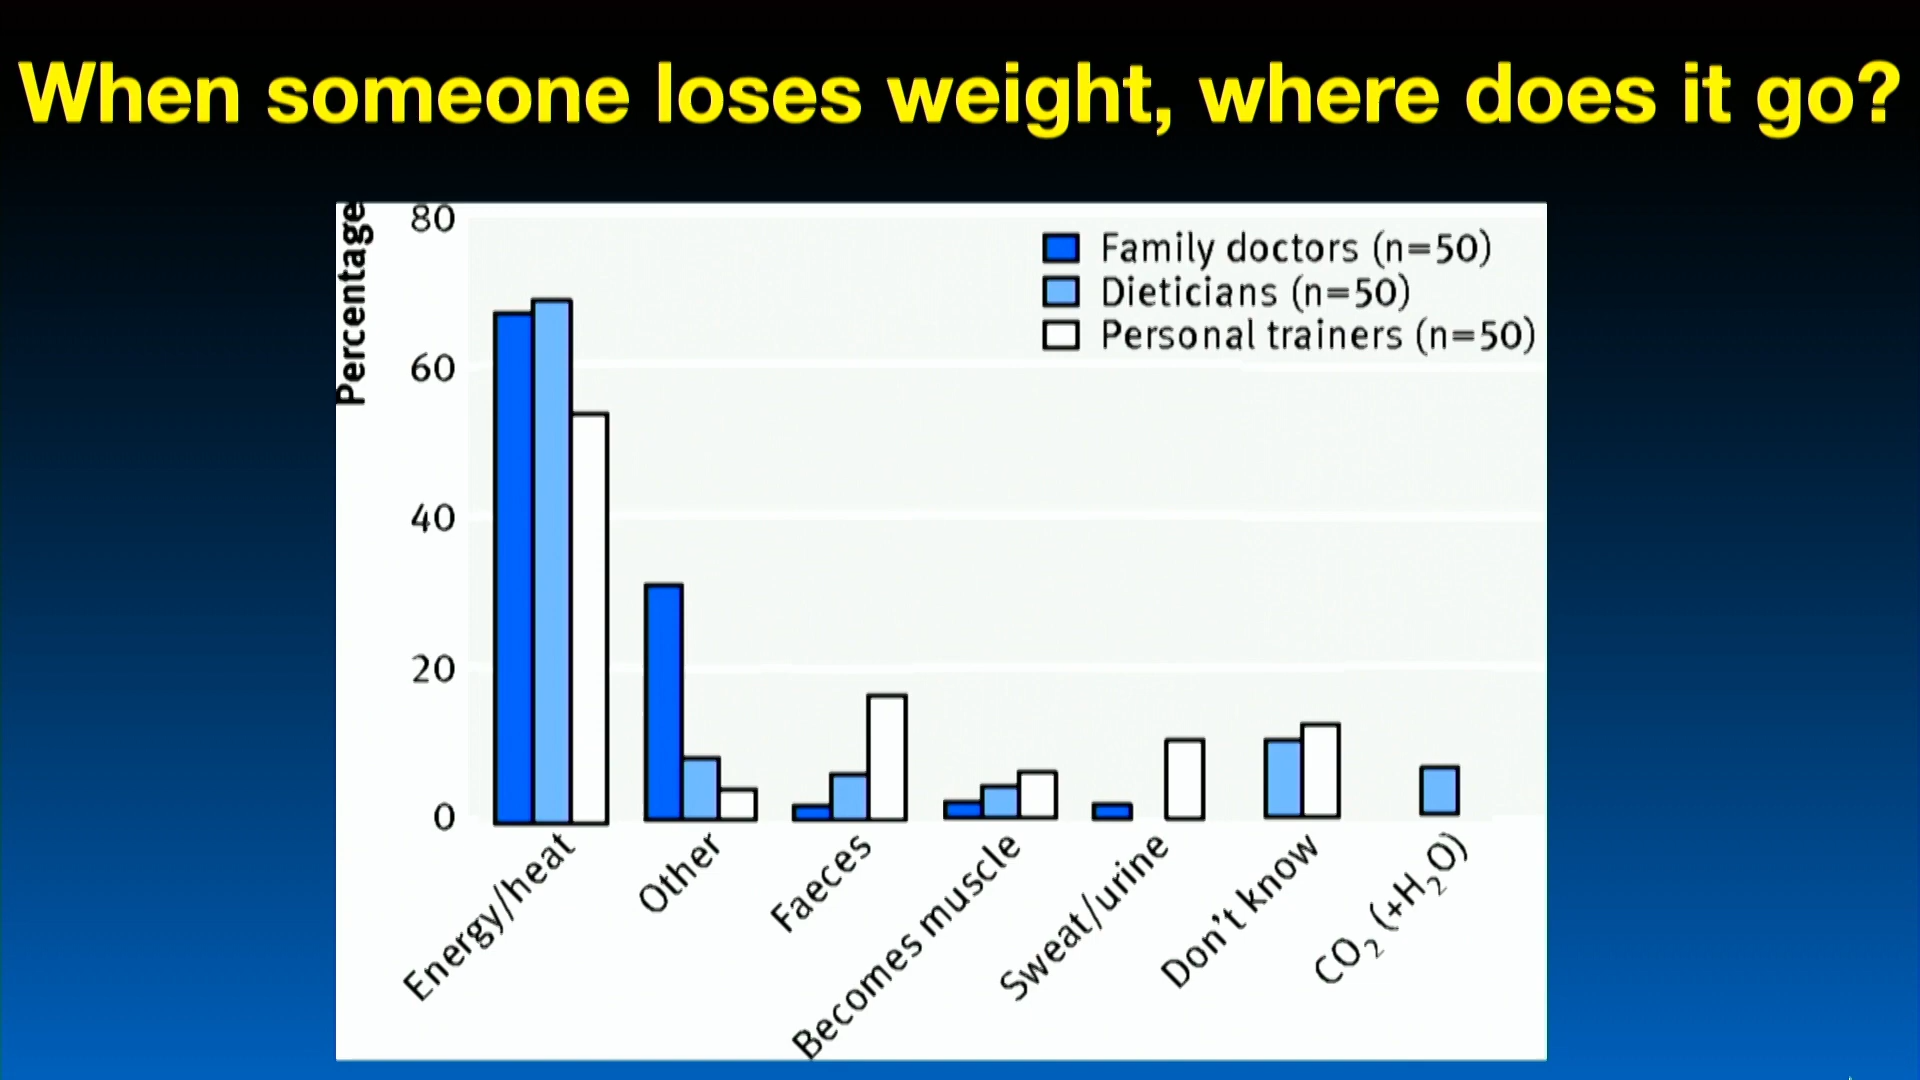 When someone loses weight, where does it go?
Percentage
80
60
40
20
0
Family doctors (n=50)
Dieticians (n=50)
Personal trainers (n=50)
Energy/heat
Other
Faeces
Becomes muscle
Sweat/urine
Don't know
CO₂ (+H₂O)